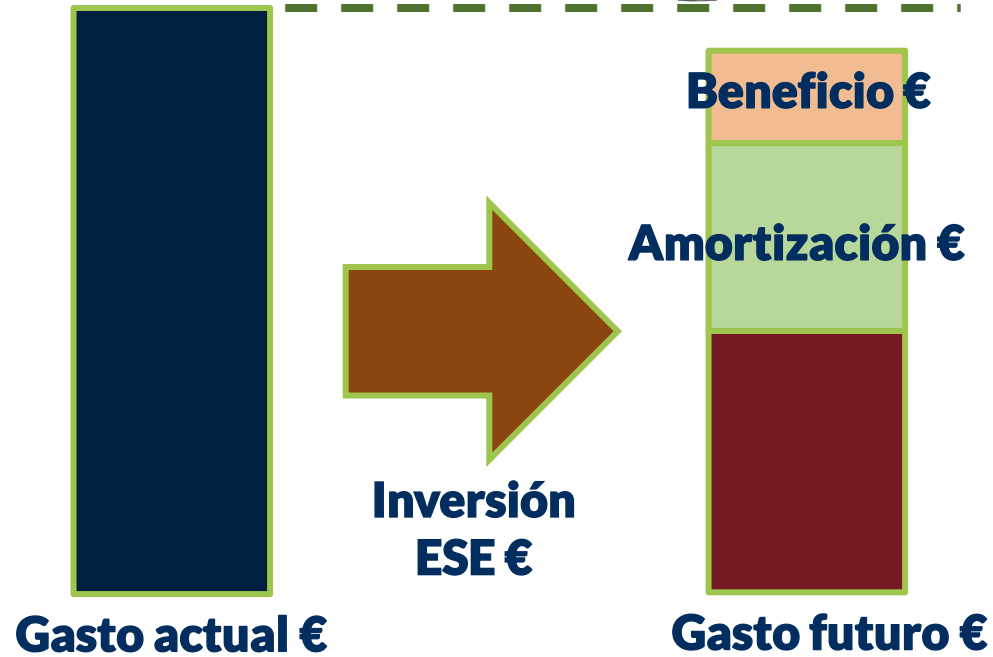 Beneficio €
Amortización €
Inversión
ESE €
Gasto actual €
Gasto futuro €